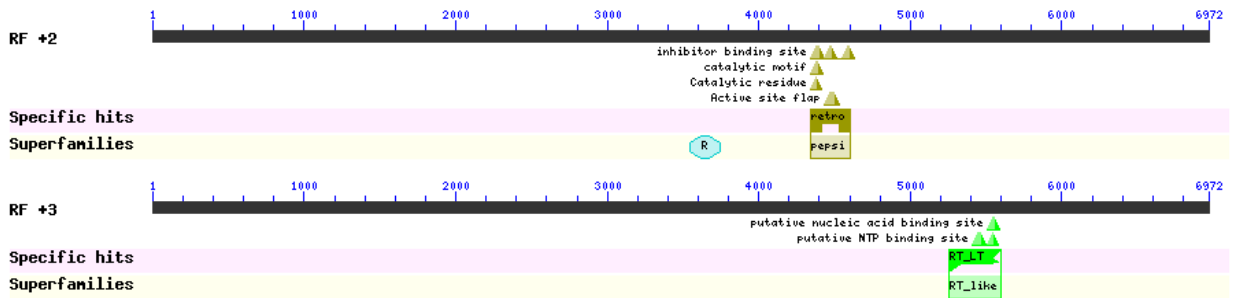 1 1000 2000 3000 4000 5000 6000 6972
RF +2
inhibitor binding site
catalytic motif
Catalytic residue
Active site flap
Specific hits retro
Superfamilies R pepsi
1 1000 2000 3000 4000 5000 6000 6972
RF +3
putative nucleic acid binding site
putative NTP binding site
Specific hits RT_LT
Superfamilies RT_like